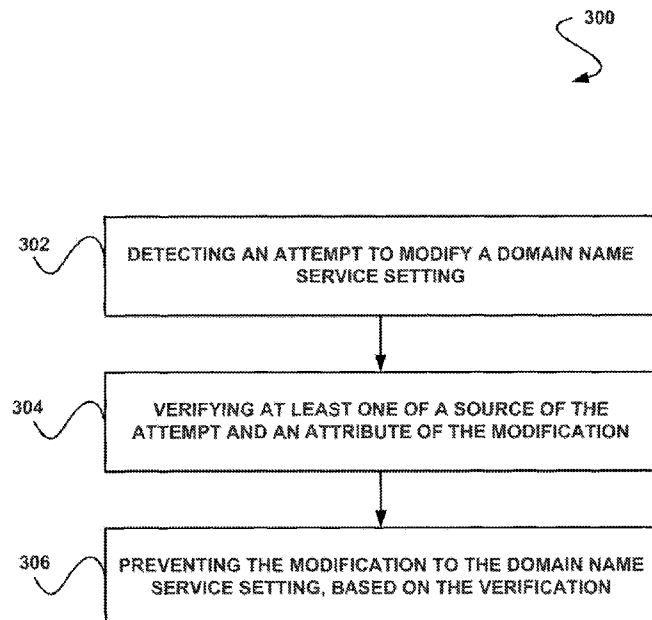 300
302
DETECTING AN ATTEMPT TO MODIFY A DOMAIN NAME
SERVICE SETTING
304
VERIFYING AT LEAST ONE OF A SOURCE OF THE
ATTEMPT AND AN ATTRIBUTE OF THE MODIFICATION
306
PREVENTING THE MODIFICATION TO THE DOMAIN NAME
SERVICE SETTING, BASED ON THE VERIFICATION